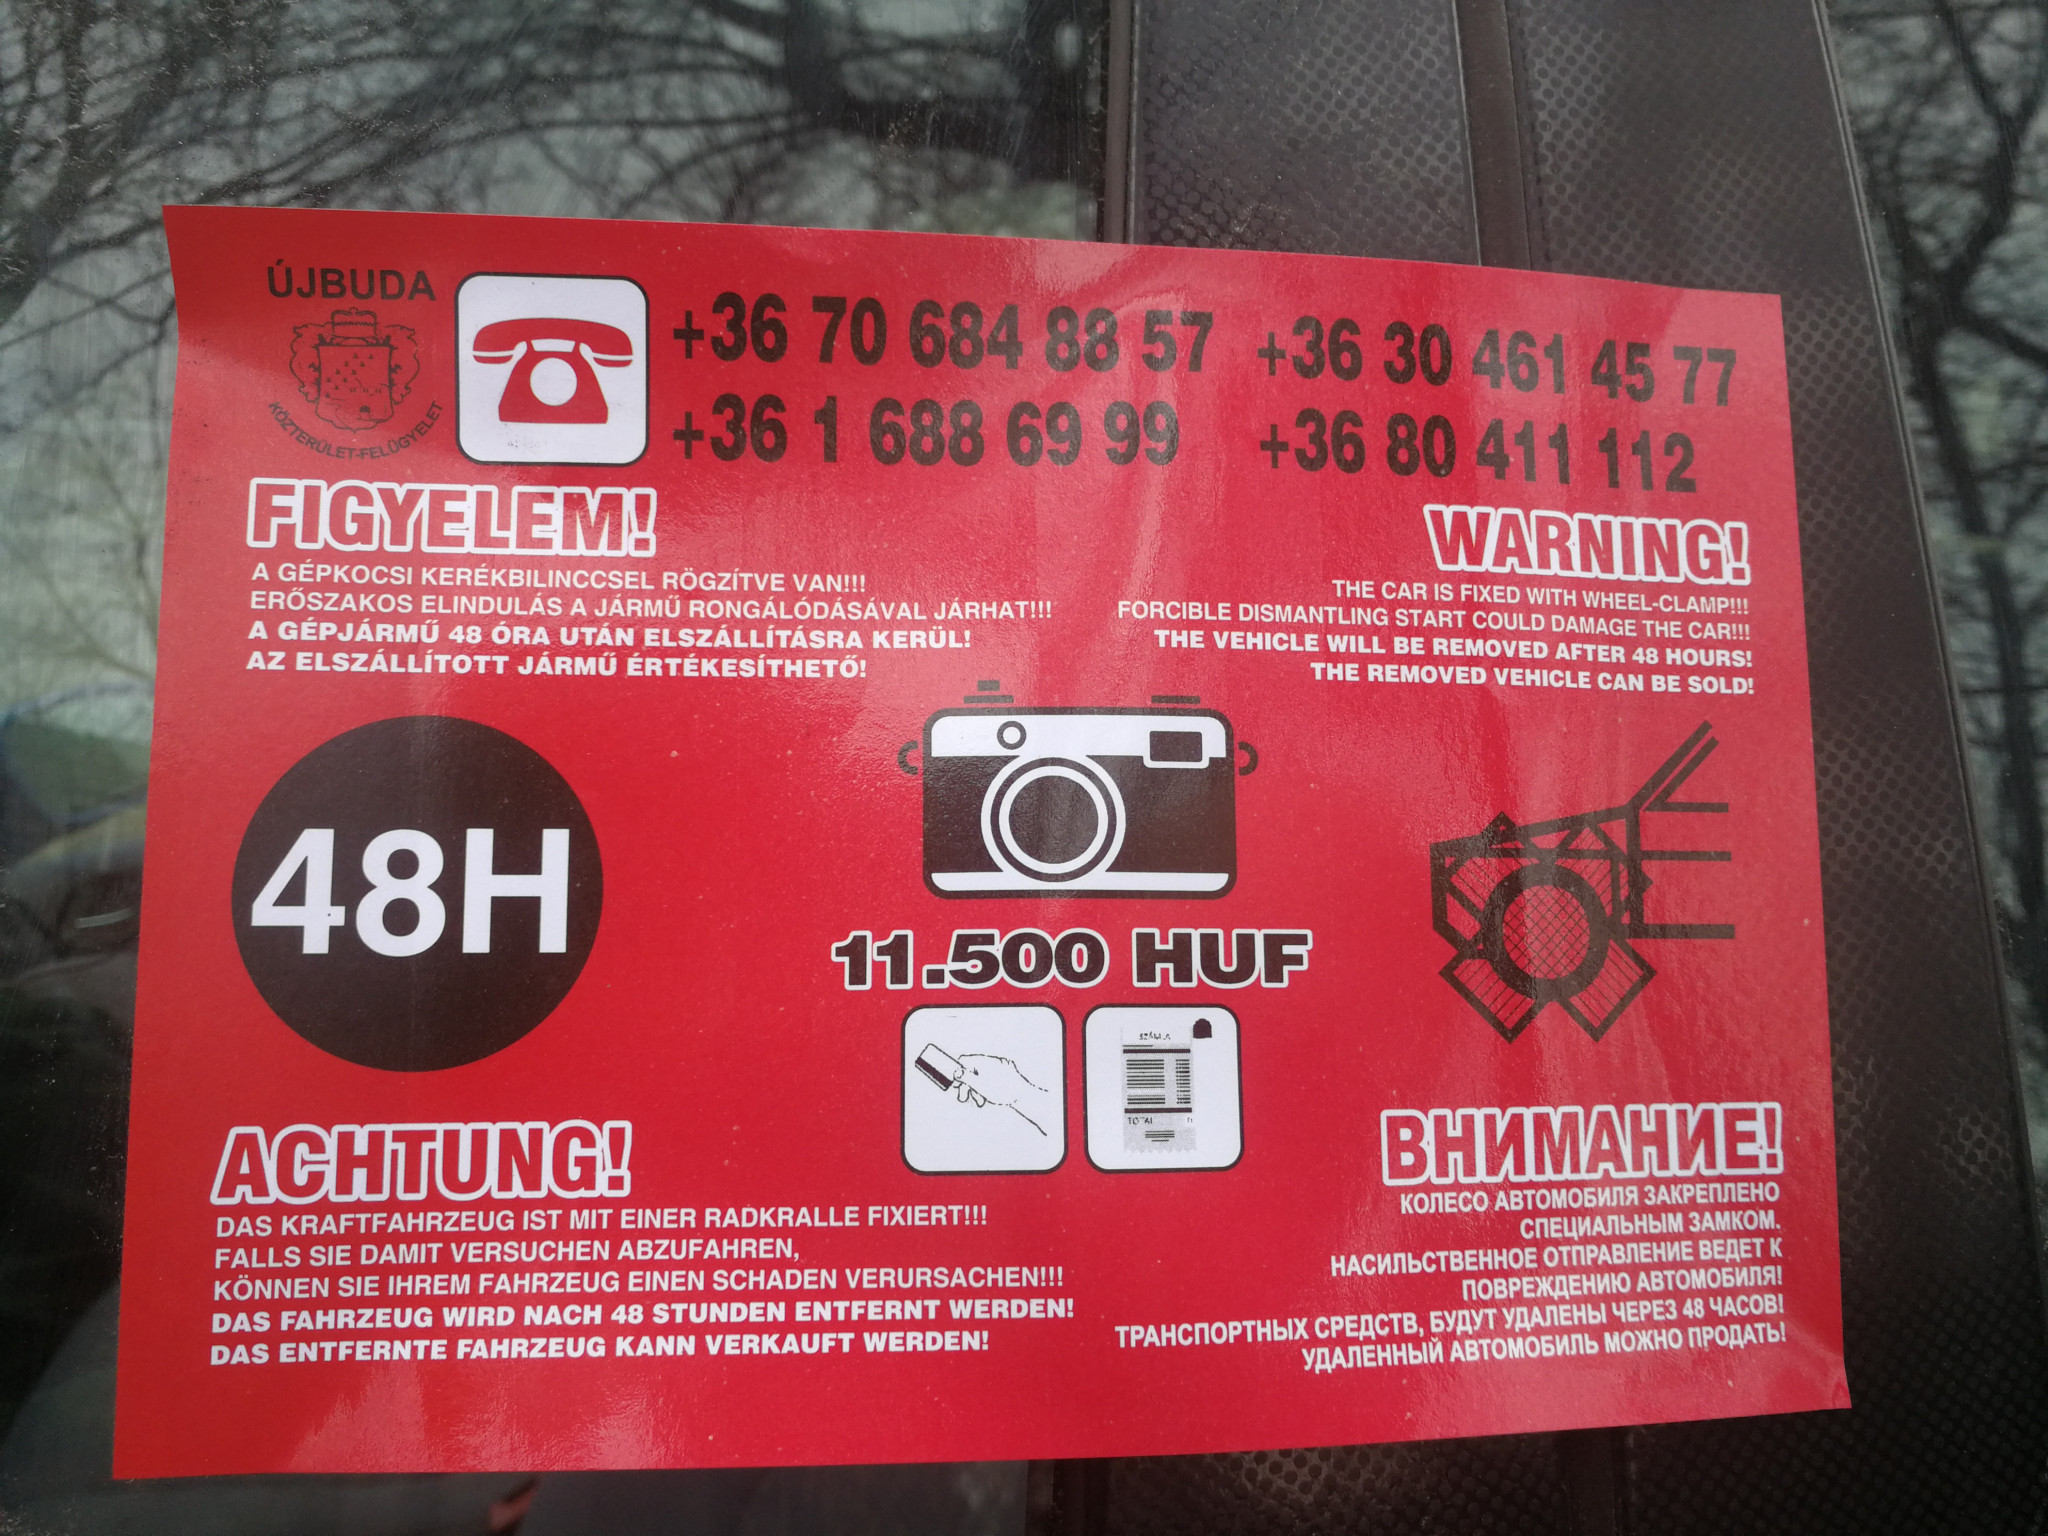 ÚJBUDA
KÖZTERÜLET-FELÜGYELET
+36 70 684 88 57
+36 1 688 69 99
+36 30 461 45 77
+36 80 411 112
FIGYELEM!
A GÉPKOCSI KERÉKBILINCCSEL RÖGZÍTVE VAN!!!
ERŐSZAKOS ELINDULÁS A JÁRMŰ RONGÁLÓDÁSÁVAL JÁRHAT!!!
A GÉPJÁRMŰ 48 ÓRA UTÁN ELSZÁLLÍTÁSRA KERÜL!
AZ ELSZÁLLÍTOTT JÁRMŰ ÉRTÉKESÍTHETŐ!
WARNING!
THE CAR IS FIXED WITH WHEEL-CLAMP!!!
FORCIBLE DISMANTLING START COULD DAMAGE THE CAR!!!
THE VEHICLE WILL BE REMOVED AFTER 48 HOURS!
THE REMOVED VEHICLE CAN BE SOLD!
48H
11.500 HUF
SZÁMLA
TOTAL
ACHTUNG!
DAS KRAFTFAHRZEUG IST MIT EINER RADKRALLE FIXIERT!!!
FALLS SIE DAMIT VERSUCHEN ABZUFAHREN,
KÖNNEN SIE IHREM FAHRZEUG EINEN SCHADEN VERURSACHEN!!!
DAS FAHRZEUG WIRD NACH 48 STUNDEN ENTFERNT WERDEN!
DAS ENTFERNTE FAHRZEUG KANN VERKAUFT WERDEN!
ВНИМАНИЕ!
КОЛЕСО АВТОМОБИЛЯ ЗАКРЕПЛЕНО
СПЕЦИАЛЬНЫМ ЗАМКОМ.
НАСИЛЬСТВЕННОЕ ОТПРАВЛЕНИЕ ВЕДЕТ К
ПОВРЕЖДЕНИЮ АВТОМОБИЛЯ!
ТРАНСПОРТНЫХ СРЕДСТВ, БУДУТ УДАЛЕНЫ ЧЕРЕЗ 48 ЧАСОВ!
УДАЛЕННЫЙ АВТОМОБИЛЬ МОЖНО ПРОДАТЬ!